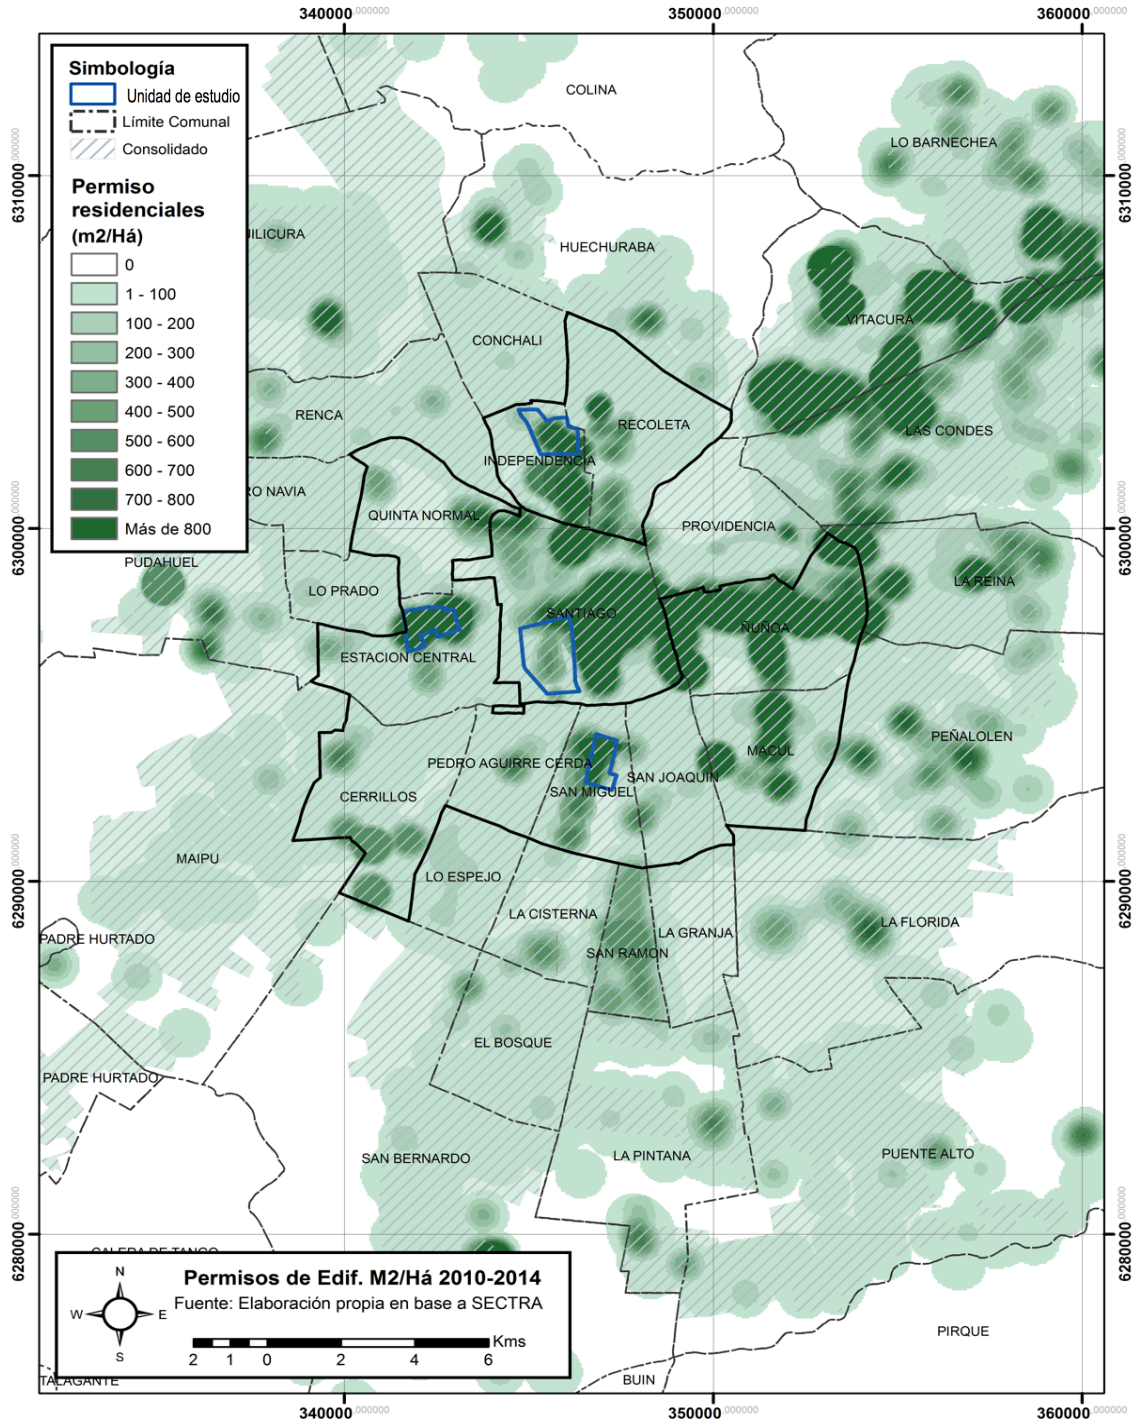 340000.000000
350000.000000
360000.000000
Simbología
Unidad de estudio
Límite Comunal
Consolidado
Permiso
residenciales
(m2/Há)
0
1 - 100
100 - 200
200 - 300
300 - 400
400 - 500
500 - 600
600 - 700
700 - 800
Más de 800
6310000.000000
6300000.000000
6290000.000000
6280000.000000
6310000.000000
6300000.000000
6290000.000000
6280000.000000
COLINA
LO BARNECHEA
ILICURA
HUECHURABA
VITACURA
CONCHALI
RENCA
RECOLETA
LAS CONDES
INDEPENDENCIA
RO NAVIA
QUINTA NORMAL
PROVIDENCIA
PUDAHUEL
LO PRADO
LA REINA
SANTIAGO
ÑUÑOA
ESTACION CENTRAL
PEÑALOLEN
MACUL
PEDRO AGUIRRE CERDA
SAN JOAQUIN
SAN MIGUEL
CERRILLOS
MAIPU
LO ESPEJO
LA CISTERNA
LA GRANJA
LA FLORIDA
PADRE HURTADO
SAN RAMON
EL BOSQUE
PADRE HURTADO
SAN BERNARDO
LA PINTANA
PUENTE ALTO
CALERA DE TANGO
PIRQUE
BUIN
TALAGANTE
N
W
E
S
Permisos de Edif. M2/Há 2010-2014
Fuente: Elaboración propia en base a SECTRA
Kms
2 1 0 2 4 6
340000.000000
350000.000000
360000.000000